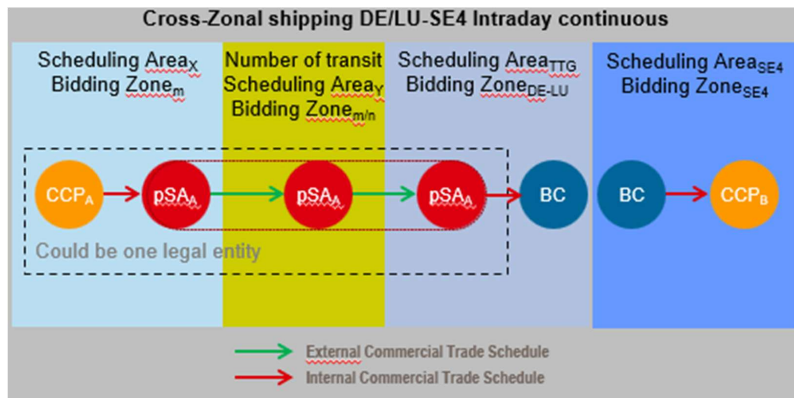 Cross-Zonal shipping DE/LU-SE4 Intraday continuous
Scheduling AreaX
Bidding Zonem
Number of transit
Scheduling AreaY
Bidding Zonem/n
Scheduling AreaTTG
Bidding ZoneDE-LU
Scheduling AreaSE4
Bidding ZoneSE4
CCPA
pSAA
pSAA
pSAA
BC
BC
CCPB
Could be one legal entity
External Commercial Trade Schedule
Internal Commercial Trade Schedule